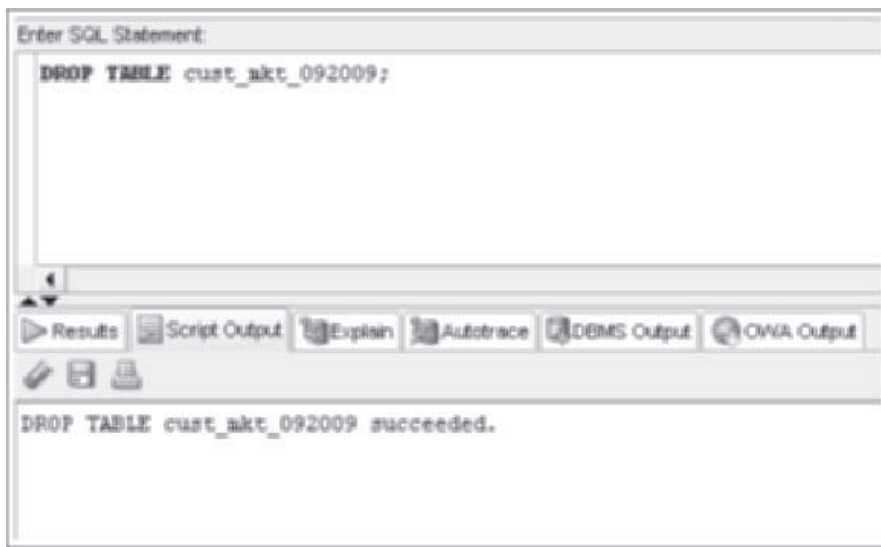 Enter SQL Statement:
DROP TABLE cust_mkt_092009;
Results Script Output Explain Autotrace DBMS Output OWA Output
DROP TABLE cust_mkt_092009 succeeded.